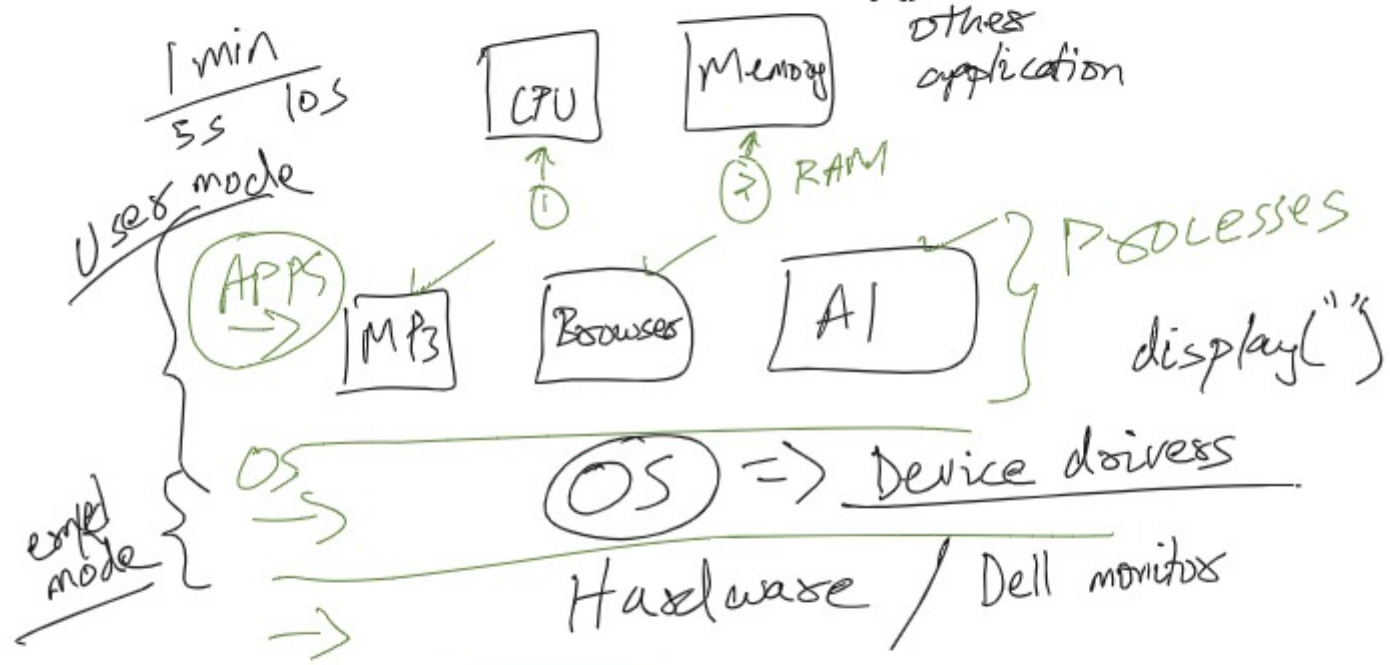 other
application
1 min
5s 10s
CPU
Memory
1
2 RAM
User mode
APPS
MP3
Browser
AI
Processes
display("")
OS
OS => Device drivers
mode
Hardware / Dell monitor